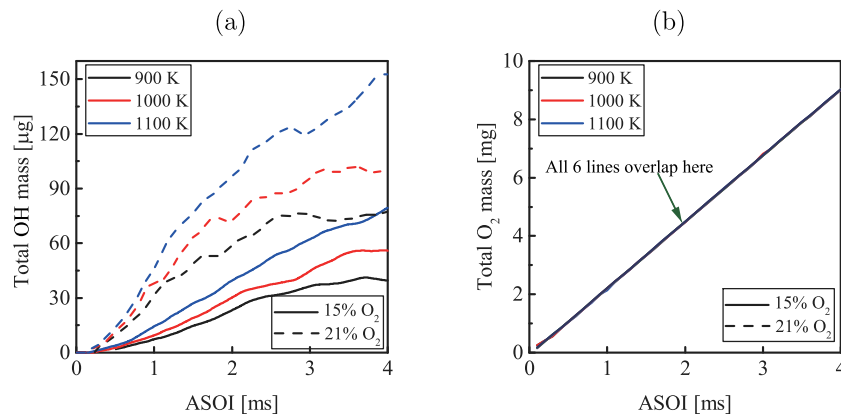 (a)
Total OH mass [μg]
150
120
90
60
30
0
900 K
1000 K
1100 K
15% O₂
21% O₂
0 1 2 3 4
ASOI [ms]
(b)
Total O₂ mass [mg]
10
8
6
4
2
0
900 K
1000 K
1100 K
All 6 lines overlap here
15% O₂
21% O₂
0 1 2 3 4
ASOI [ms]